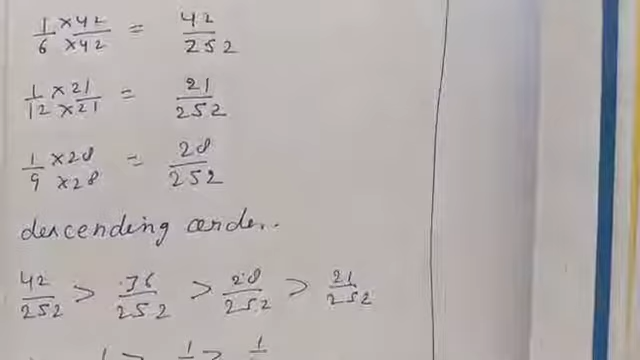 1/6 ×42/×42 = 42/252
1/12 ×21/×21 = 21/252
1/9 ×28/×28 = 28/252
descending orde..
42/252 > 36/252 > 28/252 > 21/252